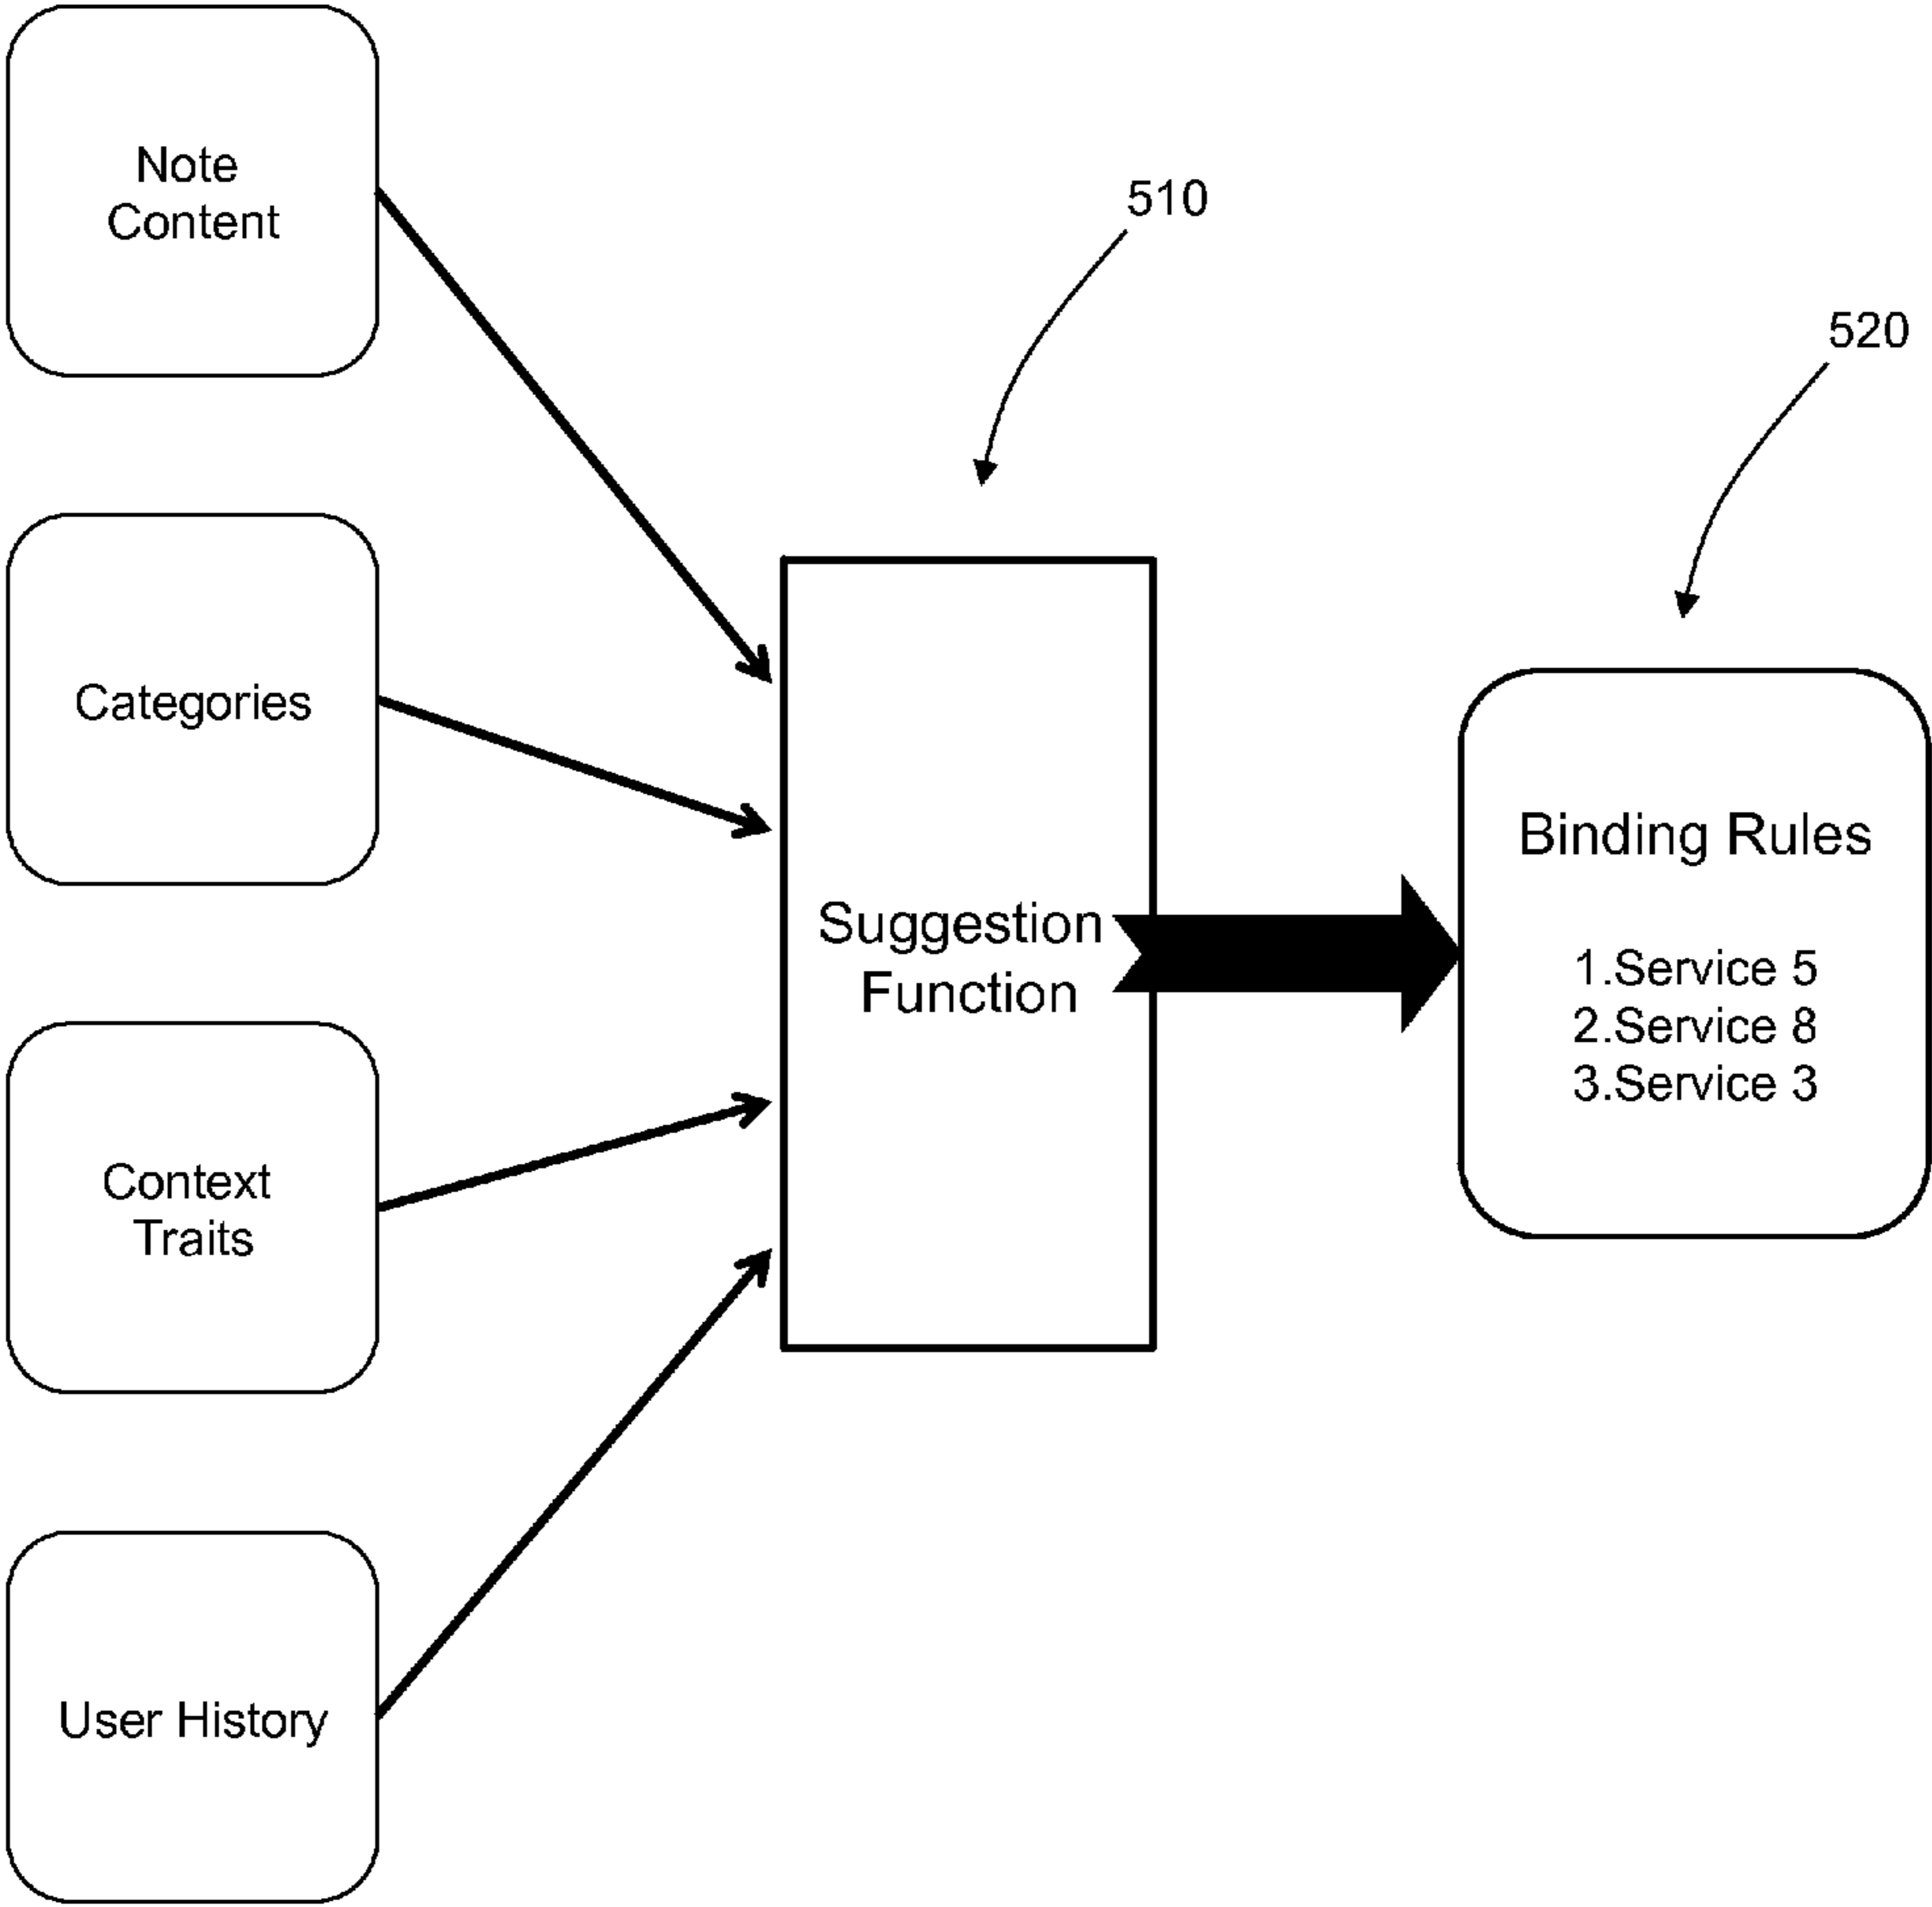 Note
Content
510
520
Categories
Binding Rules
Suggestion
Function
1.Service 5
2.Service 8
3.Service 3
Context
Traits
User History